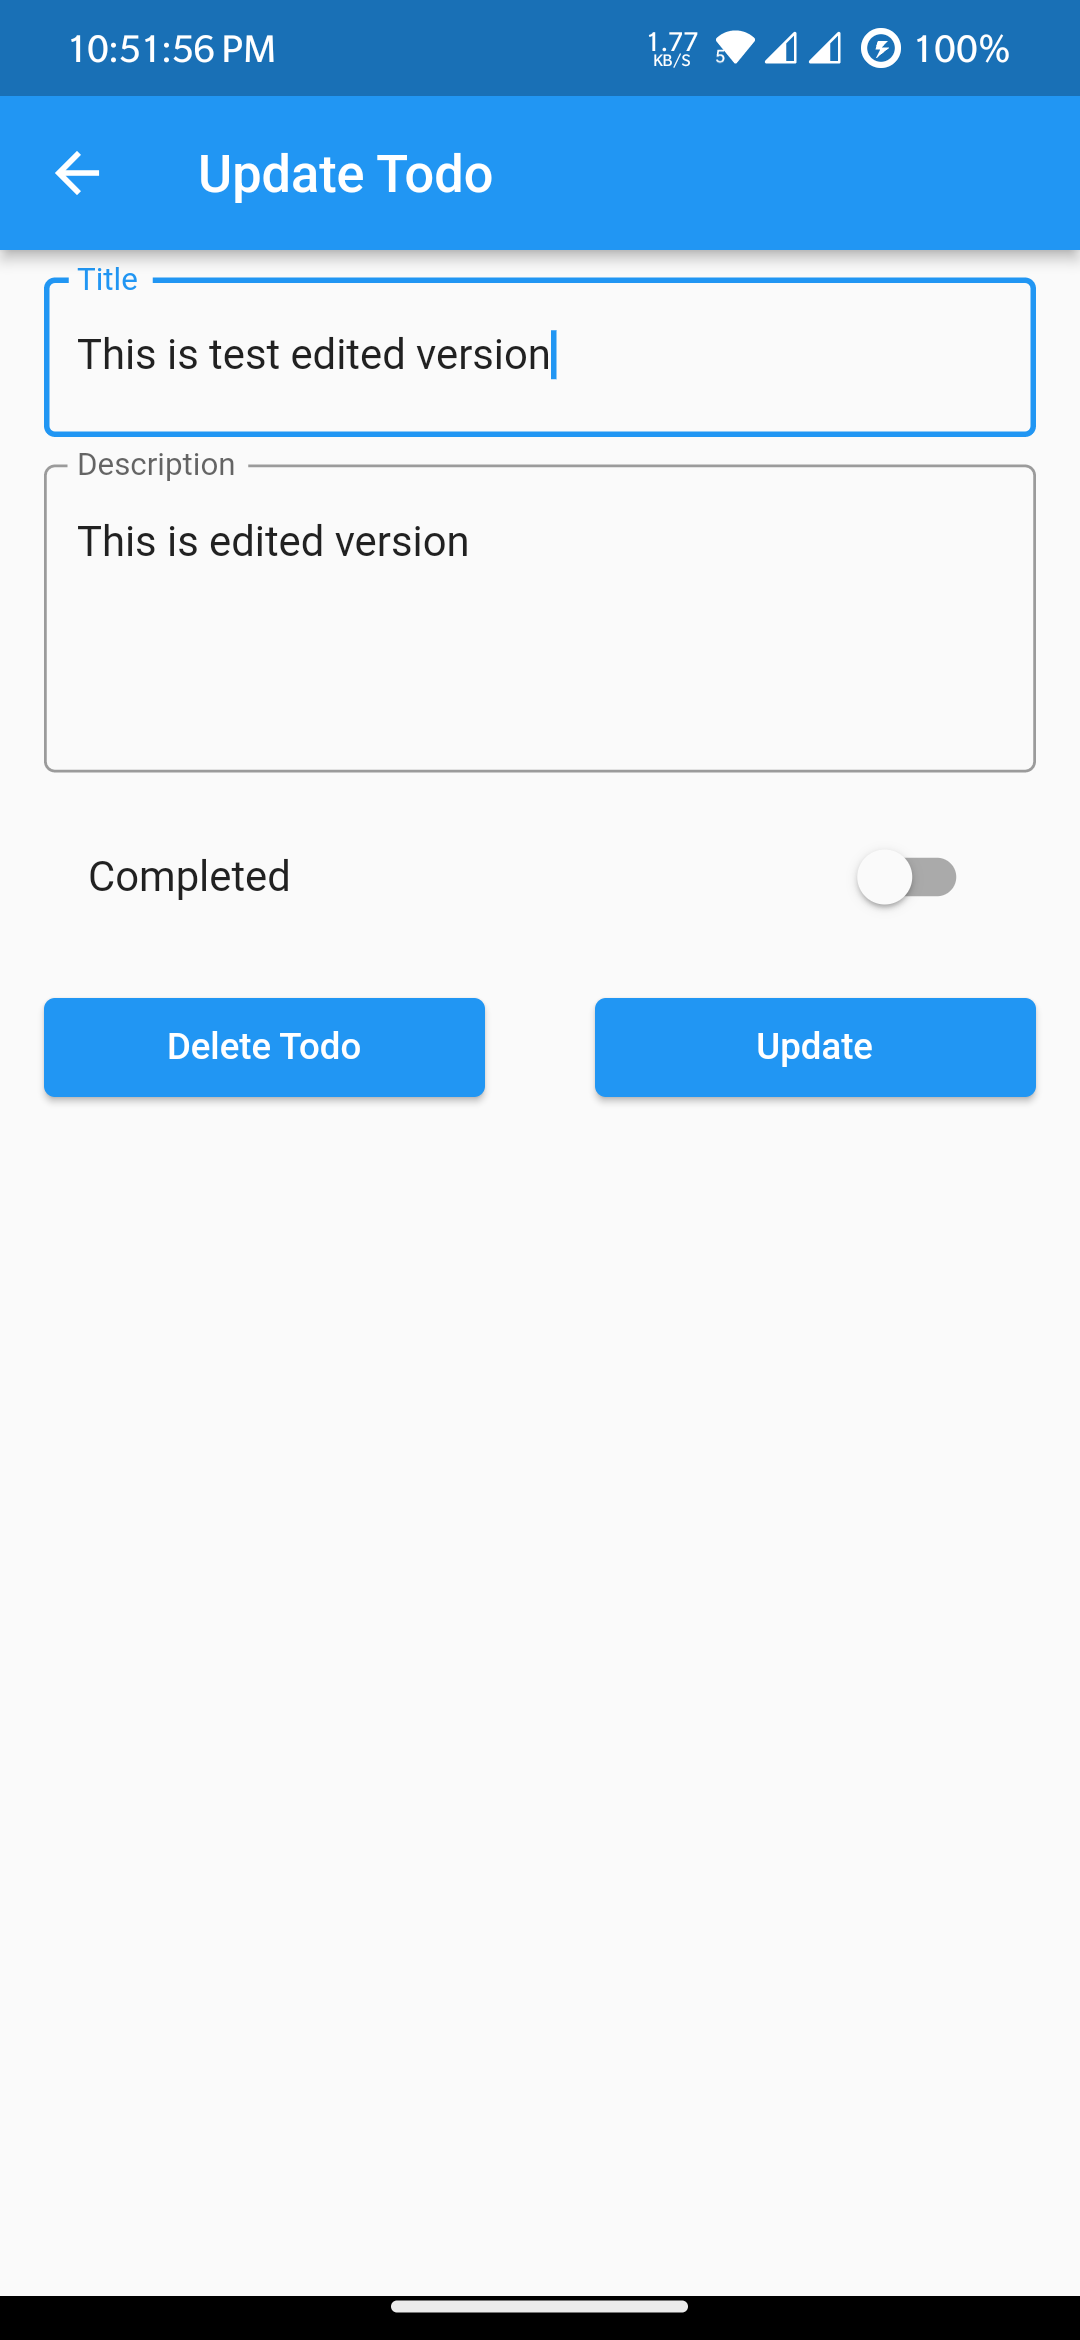 10:51:56 PM 1.77 KB/S 5 100%
Update Todo
Title
This is test edited version
Description
This is edited version
Completed
Delete Todo Update